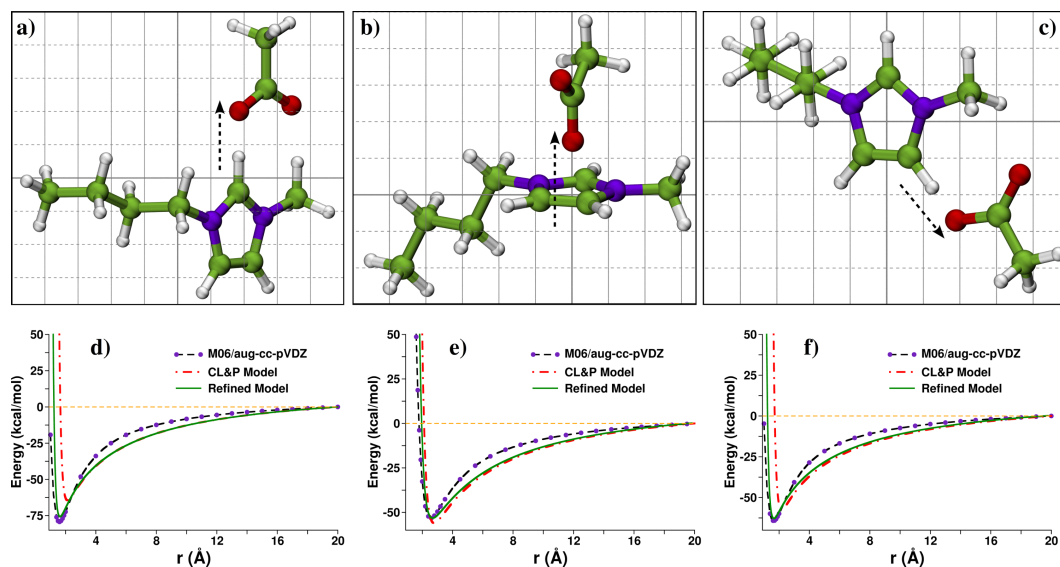 a)
b)
c)
d)
50
25
0
-25
-50
-75
Energy (kcal/mol)
M06/aug-cc-pVDZ
CL&P Model
Refined Model
4 8 12 16 20
r (Å)
e)
50
25
0
-25
-50
Energy (kcal/mol)
M06/aug-cc-pVDZ
CL&P Model
Refined Model
4 8 12 16 20
r (Å)
f)
50
25
0
-25
-50
Energy (kcal/mol)
M06/aug-cc-pVDZ
CL&P Model
Refined Model
4 8 12 16 20
r (Å)